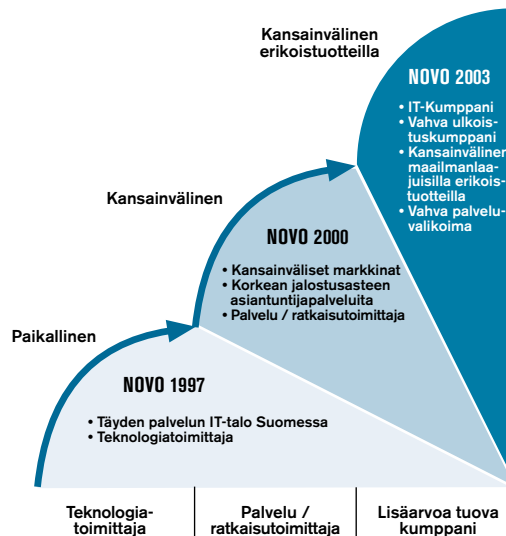 Kansainvälinen
erikoistuotteilla
NOVO 2003
• IT-Kumppani
• Vahva ulkois-
tuskumppani
• Kansainvälinen
maailmanlaa-
juisilla erikois-
tuotteilla
• Vahva palvelu-
valikoima
Kansainvälinen
NOVO 2000
• Kansainväliset markkinat
• Korkean jalostusasteen
asiantuntijapalveluita
• Palvelu / ratkaisutoimittaja
Paikallinen
NOVO 1997
• Täyden palvelun IT-talo Suomessa
• Teknologiatoimittaja
Teknologia-
toimittaja
Palvelu /
ratkaisutoimittaja
Lisäarvoa tuova
kumppani